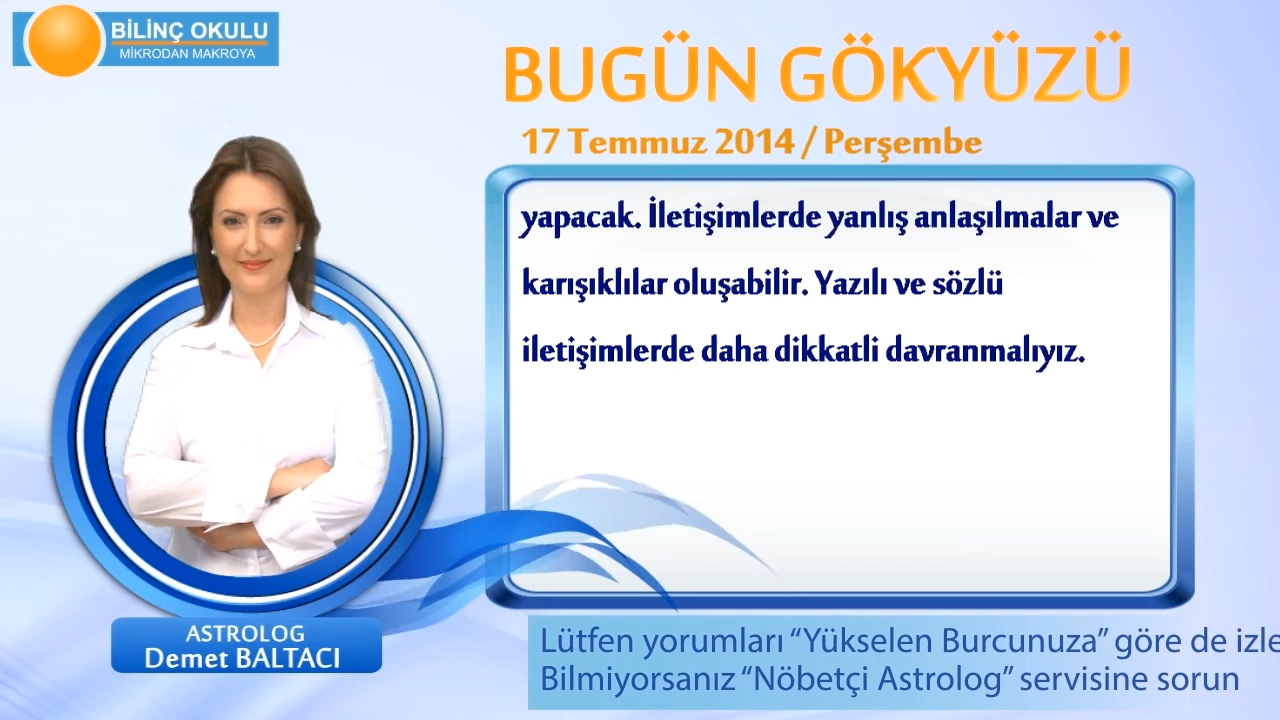 BİLİNÇ OKULU
MİKRODAN MAKROYA
BUGÜN GÖKYÜZÜ
17 Temmuz 2014 / Perşembe
yapacak. İletişimlerde yanlış anlaşılmalar ve
karışıklılar oluşabilir. Yazılı ve sözlü
iletişimlerde daha dikkatli davranmalıyız.
ASTROLOG
Demet BALTACI
Lütfen yorumları “Yükselen Burcunuza” göre de izle
Bilmiyorsanız “Nöbetçi Astrolog” servisine sorun